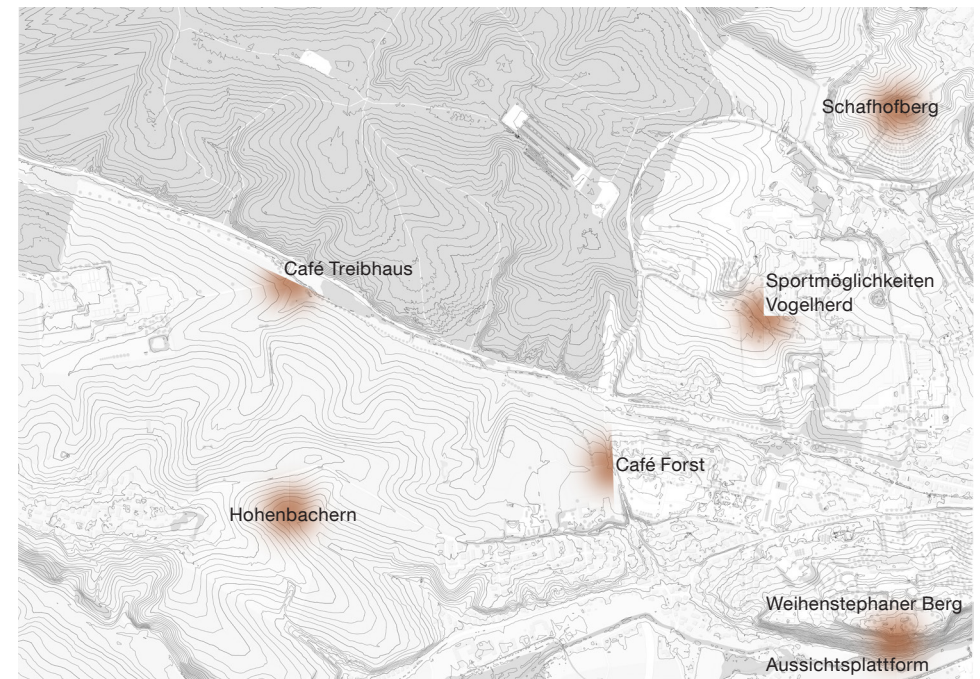 Schafhofberg
Café Treibhaus
Sportmöglichkeiten
Vogelherd
Café Forst
Hohenbachern
Weihenstephaner Berg
Aussichtsplattform